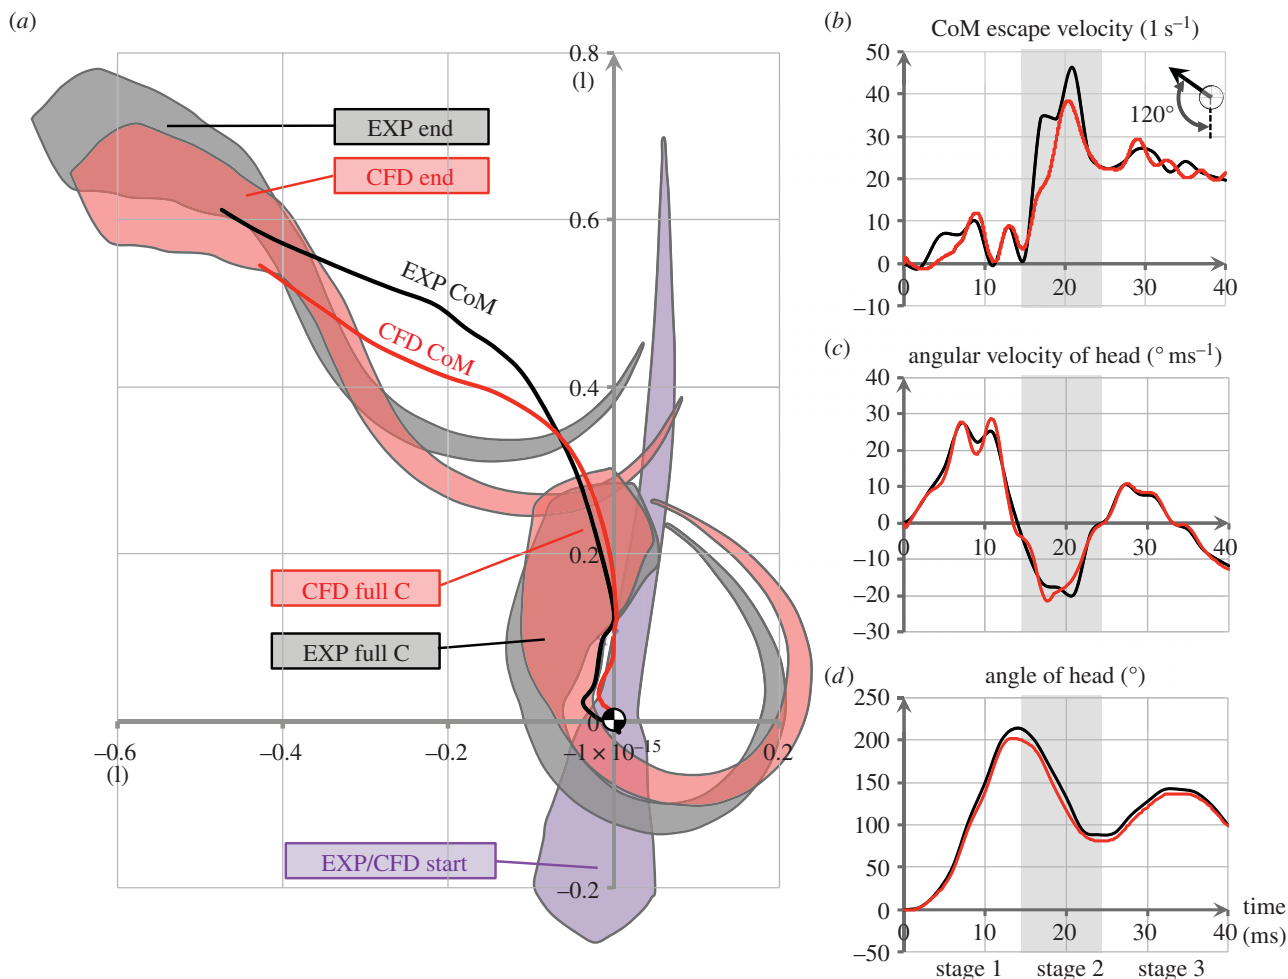 (a)
0.8
(l)
EXP end
CFD end
0.6
EXP CoM
CFD CoM
0.4
0.2
CFD full C
EXP full C
0
–0.6
–0.4
–0.2
–1 × 10–15
0.2
(l)
EXP/CFD start
–0.2
(b)
CoM escape velocity (1 s–1)
50
40
30
20
10
0
–10
120°
0
10
20
30
40
(c)
angular velocity of head (° ms–1)
40
30
20
10
0
–10
–20
–30
0
10
20
30
40
(d)
angle of head (°)
250
200
150
100
50
0
–50
0
10
20
30
40
time
(ms)
stage 1
stage 2
stage 3